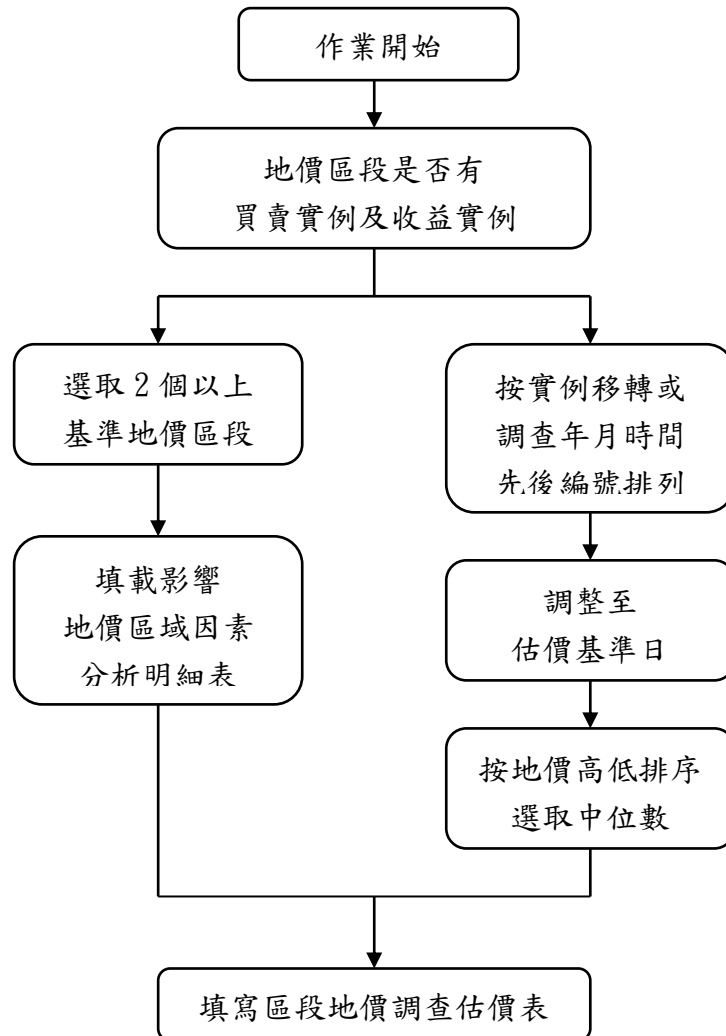 作業開始
地價區段是否有
買賣實例及收益實例
選取2個以上
基準地價區段
填載影響
地價區域因素
分析明細表
按實例移轉或
調查年月時間
先後編號排列
調整至
估價基準日
按地價高低排序
選取中位數
填寫區段地價調查估價表